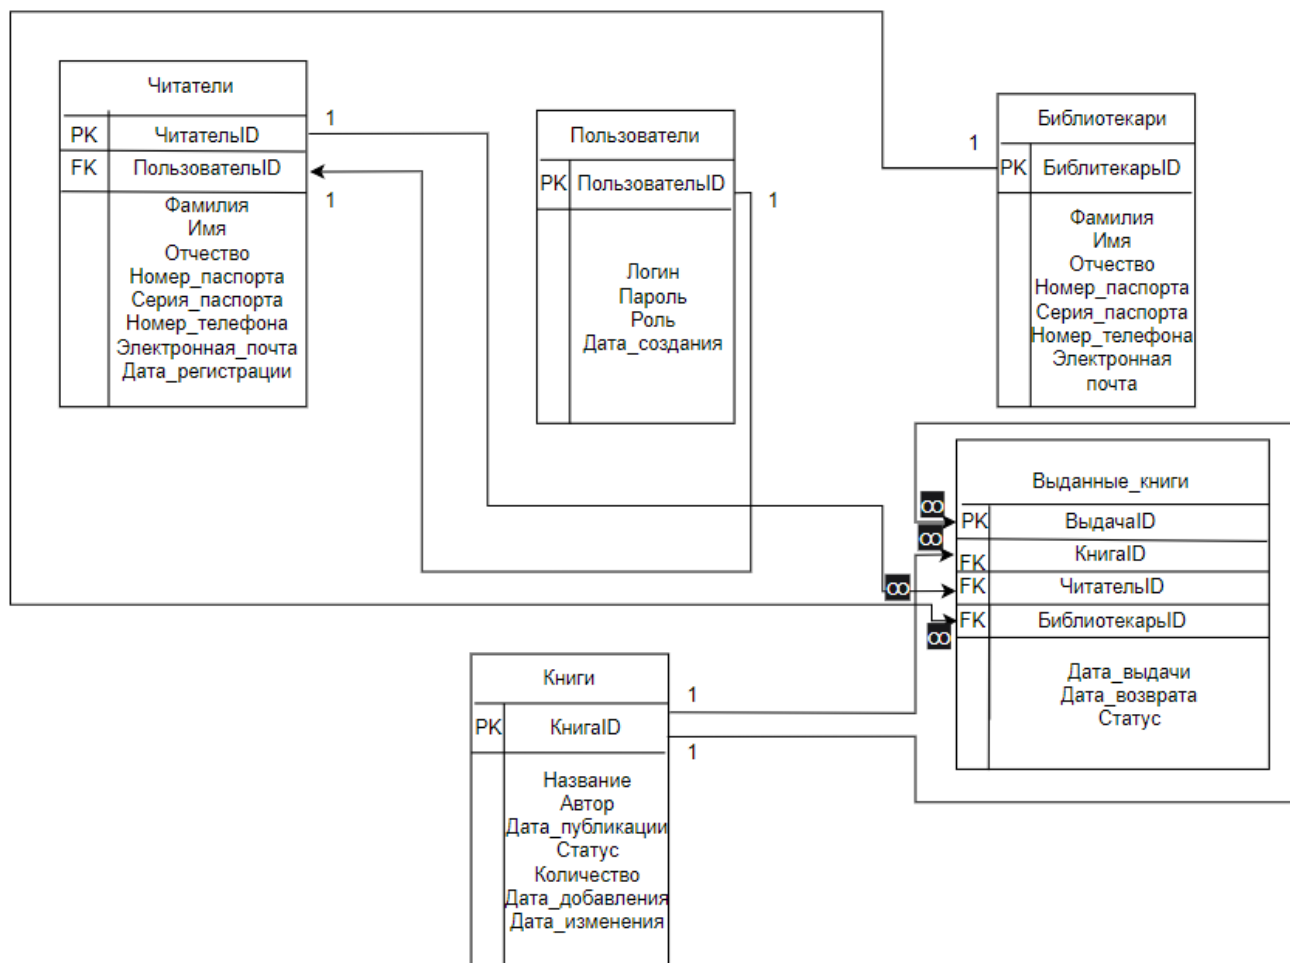 Читатели
PK ЧитательID
FK ПользовательID
Фамилия
Имя
Отчество
Номер_паспорта
Серия_паспорта
Номер_телефона
Электронная_почта
Дата_регистрации
1
1
Пользователи
PK ПользовательID
Логин
Пароль
Роль
Дата_создания
1
Библиотекари
1
PK БиблитекарьID
Фамилия
Имя
Отчество
Номер_паспорта
Серия_паспорта
Номер_телефона
Электронная
почта
Выданные_книги
∞
PK ВыдачаID
∞
FK КнигаID
∞
FK ЧитательID
FK БиблиотекарьID
∞
Дата_выдачи
Дата_возврата
Статус
Книги
1
PK КнигаID
1
Название
Автор
Дата_публикации
Статус
Количество
Дата_добавления
Дата_изменения